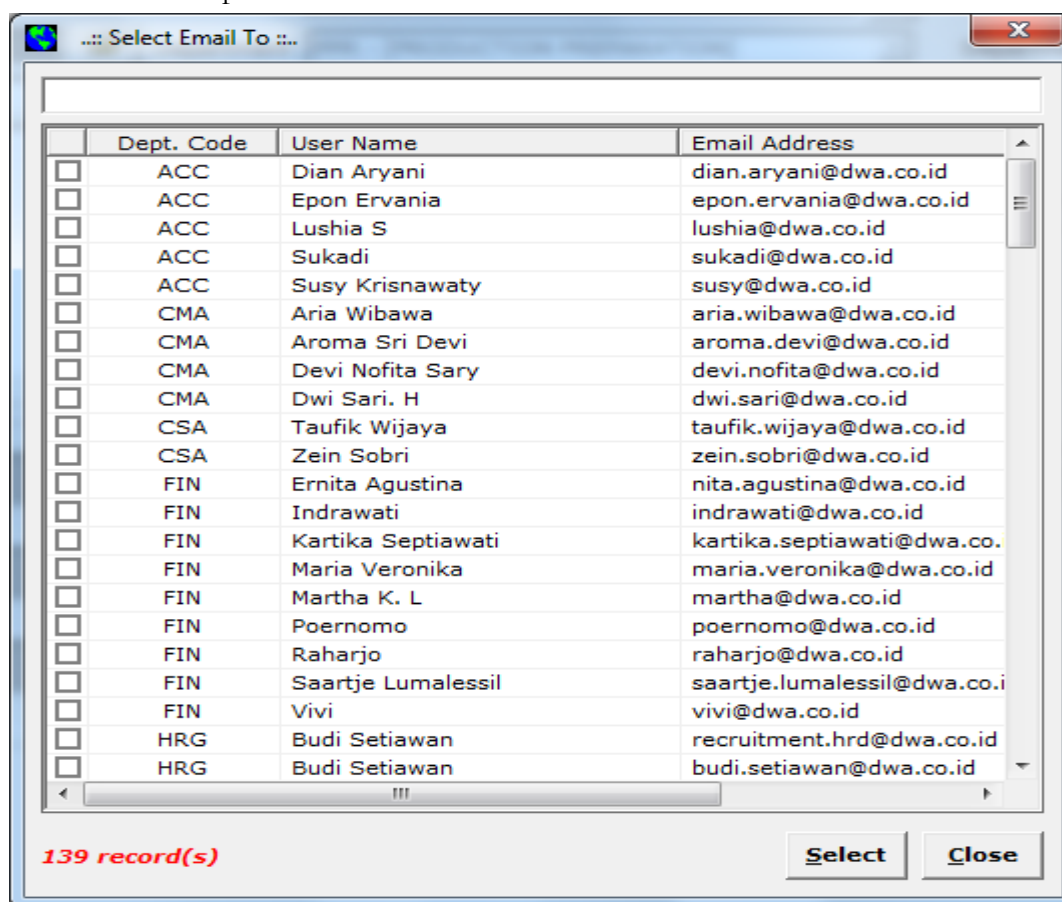 ..:: Select Email To ::..
Dept. Code User Name Email Address
ACC Dian Aryani dian.aryani@dwa.co.id
ACC Epon Ervania epon.ervania@dwa.co.id
ACC Lushia S lushia@dwa.co.id
ACC Sukadi sukadi@dwa.co.id
ACC Susy Krisnawaty susy@dwa.co.id
CMA Aria Wibawa aria.wibawa@dwa.co.id
CMA Aroma Sri Devi aroma.devi@dwa.co.id
CMA Devi Nofita Sary devi.nofita@dwa.co.id
CMA Dwi Sari. H dwi.sari@dwa.co.id
CSA Taufik Wijaya taufik.wijaya@dwa.co.id
CSA Zein Sobri zein.sobri@dwa.co.id
FIN Ernita Agustina nita.agustina@dwa.co.id
FIN Indrawati indrawati@dwa.co.id
FIN Kartika Septiawati kartika.septiawati@dwa.co.
FIN Maria Veronika maria.veronika@dwa.co.id
FIN Martha K. L martha@dwa.co.id
FIN Poernomo poernomo@dwa.co.id
FIN Raharjo raharjo@dwa.co.id
FIN Saartje Lumalessil saartje.lumalessil@dwa.co.i
FIN Vivi vivi@dwa.co.id
HRG Budi Setiawan recruitment.hrd@dwa.co.id
HRG Budi Setiawan budi.setiawan@dwa.co.id
139 record(s) Select Close